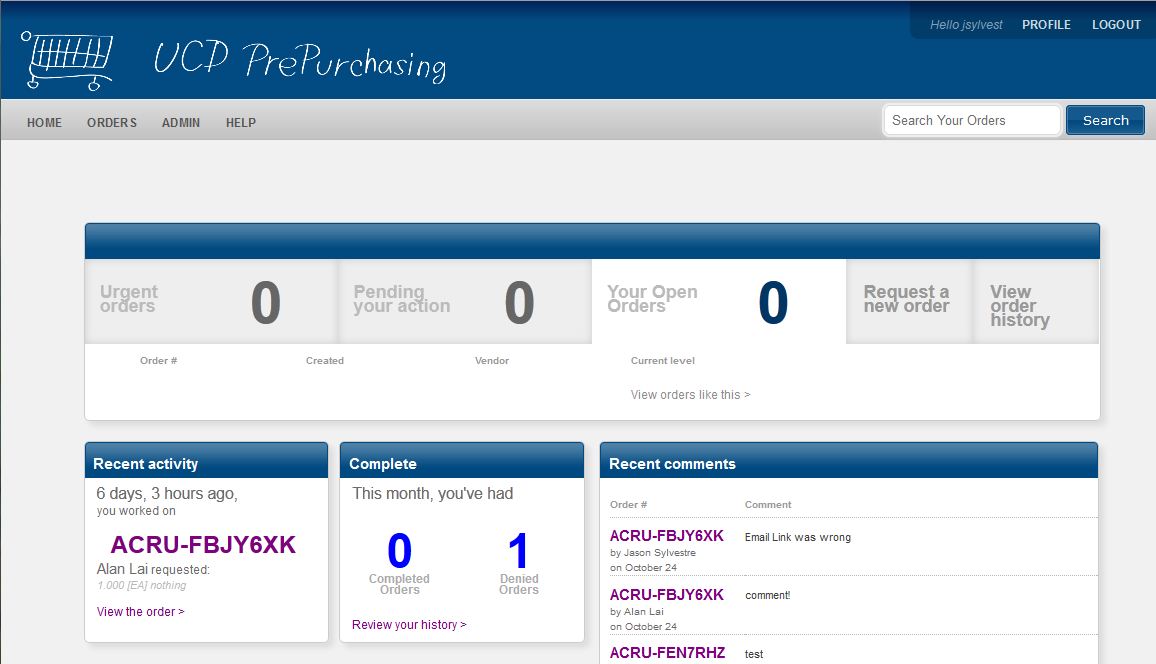 Hello jsylvest PROFILE LOGOUT
UCD PrePurchasing
HOME ORDERS ADMIN HELP
Search Your Orders Search
Urgent
orders
0
Pending
your action
0
Your Open
Orders
0
Request a
new order
View
order
history
Order # Created Vendor Current level
View orders like this >
Recent activity
6 days, 3 hours ago,
you worked on
ACRU-FBJY6XK
Alan Lai requested:
1.000 [EA] nothing
View the order >
Complete
This month, you've had
0
Completed
Orders
1
Denied
Orders
Review your history >
Recent comments
Order # Comment
ACRU-FBJY6XK Email Link was wrong
by Jason Sylvestre
on October 24
ACRU-FBJY6XK comment!
by Alan Lai
on October 24
ACRU-FEN7RHZ test